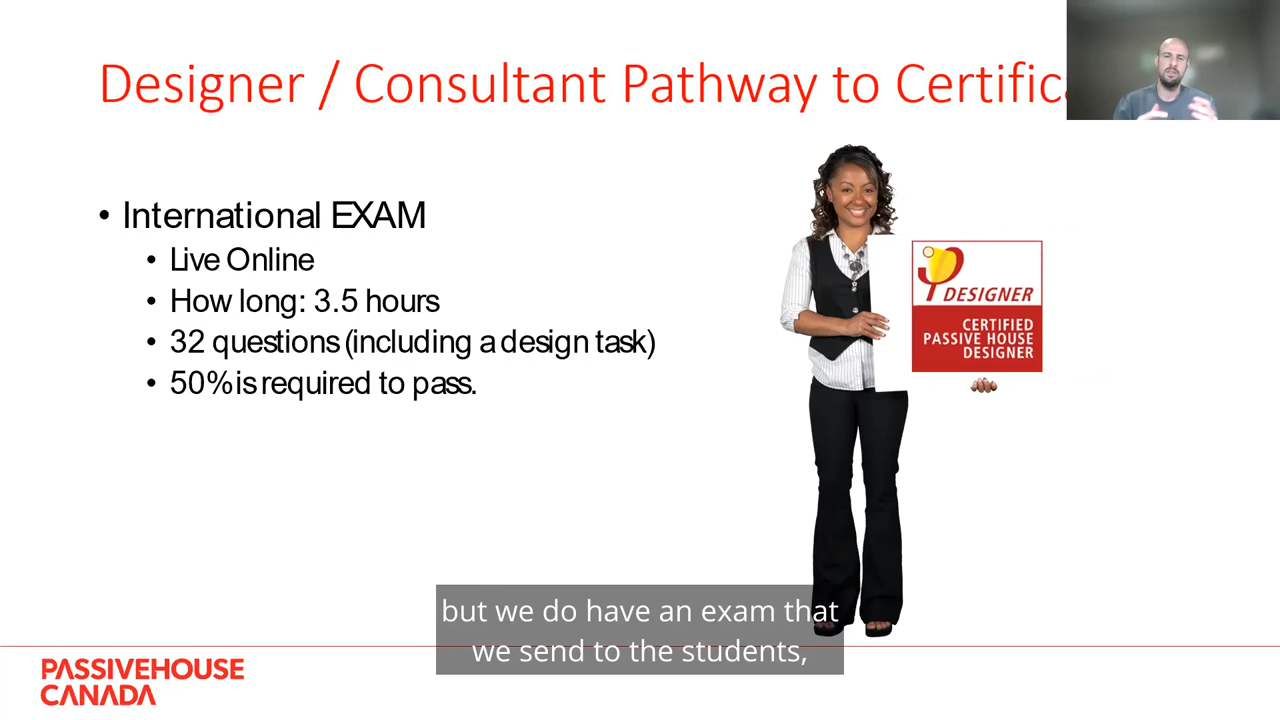 Designer / Consultant Pathway to Certifica
• International EXAM
• Live Online
• How long: 3.5 hours
• 32 questions (including a design task)
• 50% is required to pass.
DESIGNER
CERTIFIED
PASSIVE HOUSE
DESIGNER
but we do have an exam that
we send to the students,
PASSIVEHOUSE
CANADA